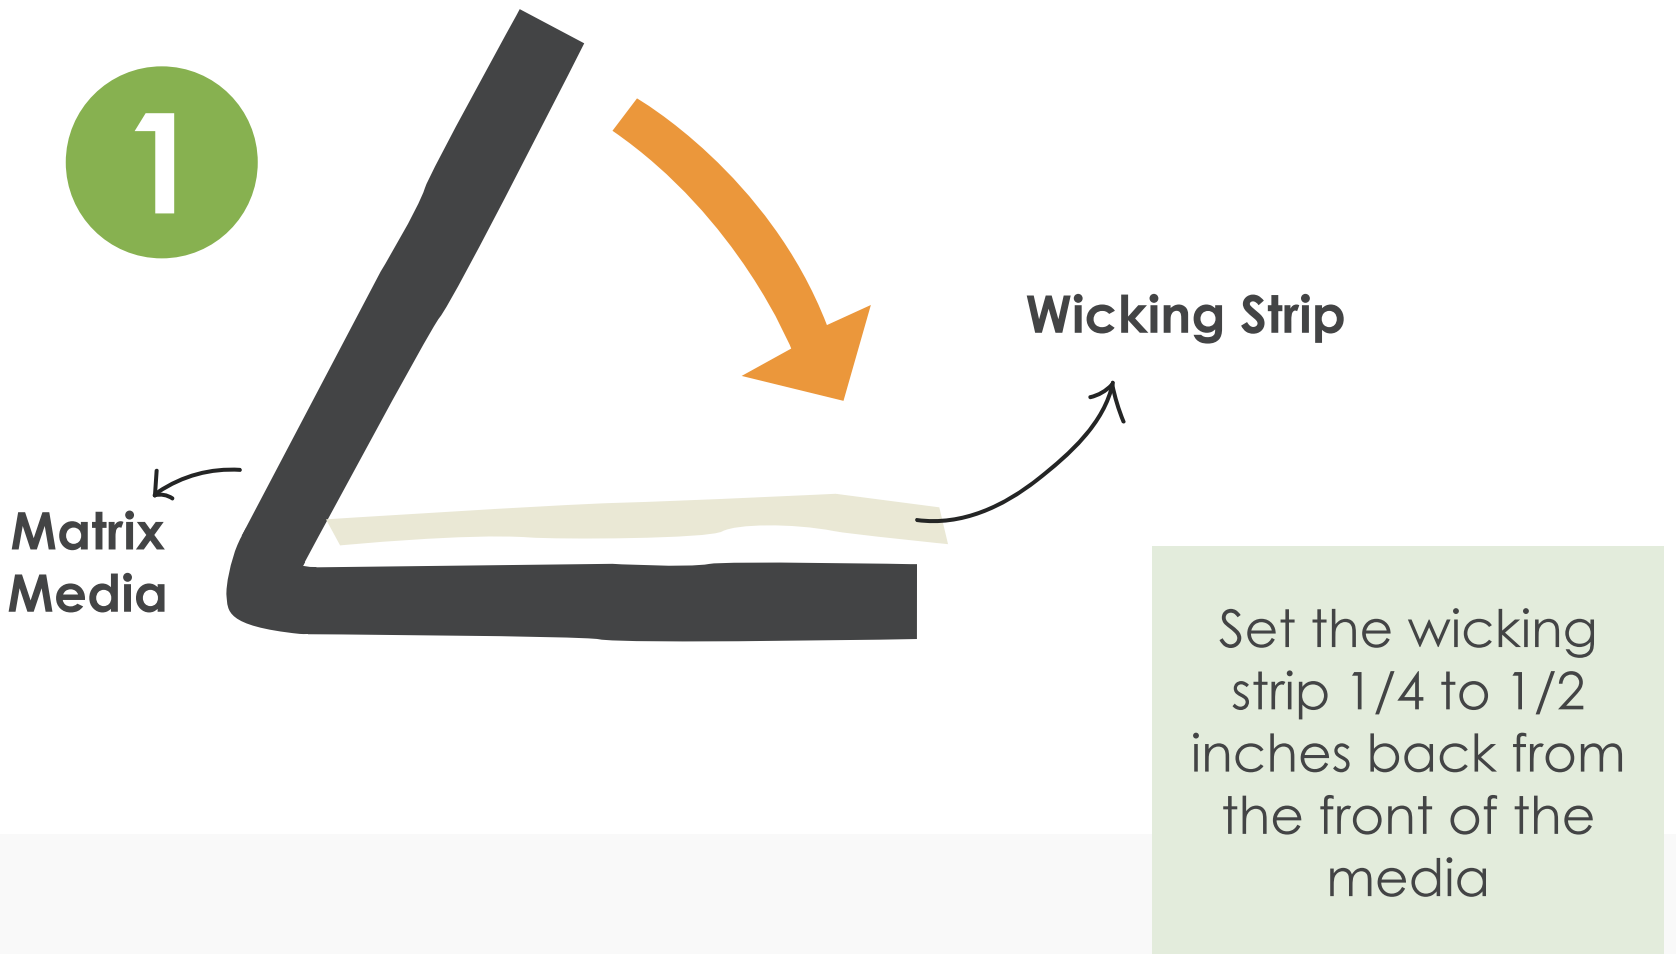 1
Wicking Strip
Matrix
Media
Set the wicking
strip 1/4 to 1/2
inches back from
the front of the
media